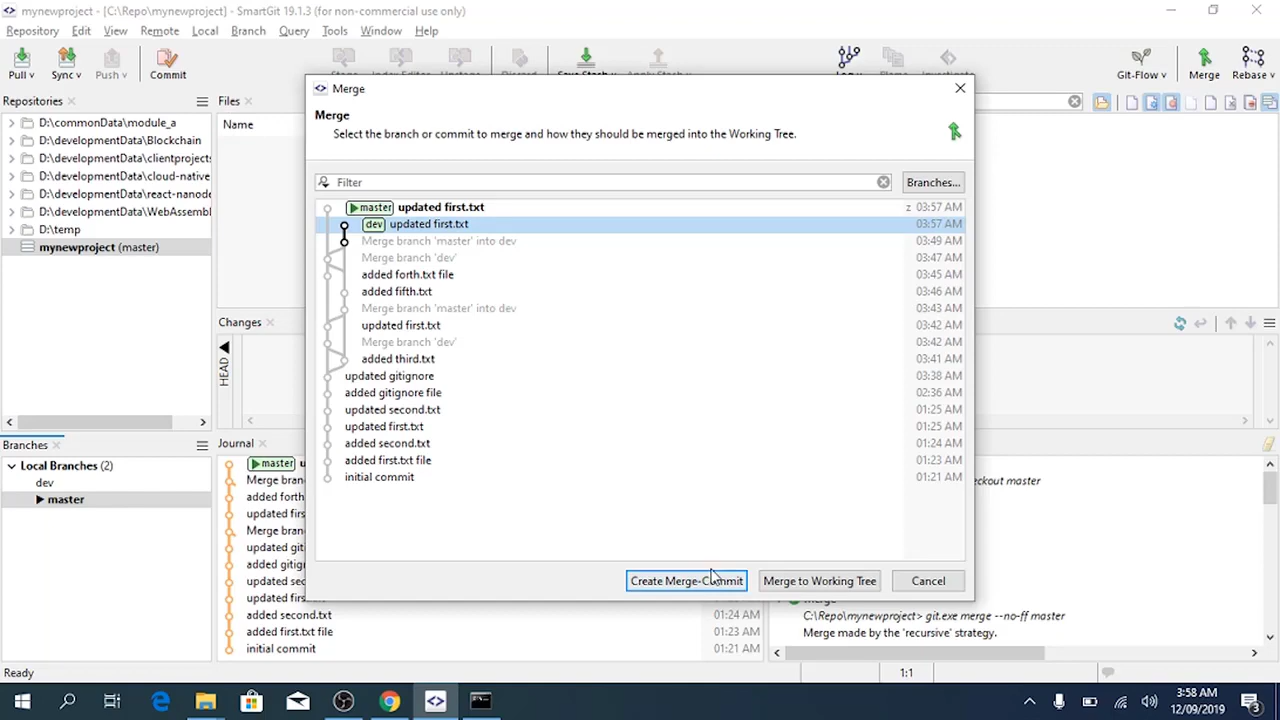 mynewproject - [C:\Repo\mynewproject] - SmartGit 19.1.3 (for non-commercial use only)
Repository Edit View Remote Local Branch Query Tools Window Help
Pull Sync Push Commit Git-Flow Merge Rebase
Repositories
D:\commonData\module_a
D:\developmentData\Blockchain
D:\developmentData\clientprojects
D:\developmentData\cloud-native
D:\developmentData\react-nanode
D:\developmentData\WebAssembl
D:\temp
mynewproject (master)
Files
Name
Changes
HEAD
Merge
Merge
Select the branch or commit to merge and how they should be merged into the Working Tree.
Filter
Branches...
master updated first.txt z 03:57 AM
dev updated first.txt 03:57 AM
Merge branch 'master' into dev 03:49 AM
Merge branch 'dev' 03:47 AM
added forth.txt file 03:45 AM
added fifth.txt 03:46 AM
Merge branch 'master' into dev 03:43 AM
updated first.txt 03:42 AM
Merge branch 'dev' 03:42 AM
added third.txt 03:41 AM
updated gitignore 03:38 AM
added gitignore file 02:36 AM
updated second.txt 01:25 AM
updated first.txt 01:25 AM
added second.txt 01:24 AM
added first.txt file 01:23 AM
initial commit 01:21 AM
Create Merge-Commit
Merge to Working Tree
Cancel
Branches
Local Branches (2)
dev
master
Journal
master u
Merge bran
added forth
updated firs
Merge bran
updated giti
added gitig
updated sec
updated firs
added second.txt 01:24 AM
added first.txt file 01:23 AM
initial commit 01:21 AM
checkout master
merge
C:\Repo\mynewproject> git.exe merge --no-ff master
Merge made by the 'recursive' strategy.
Ready
1:1
3:58 AM
12/09/2019
3